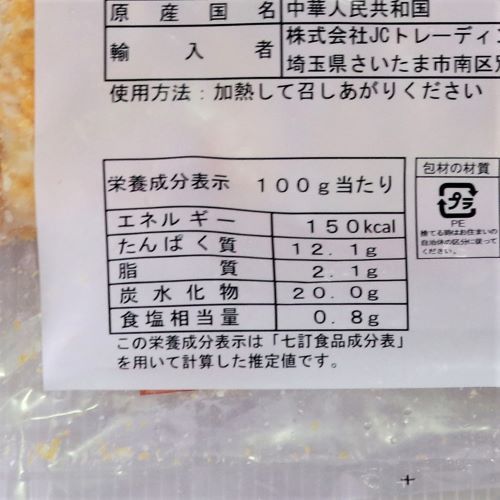 原産国名 中華人民共和国
輸入者 株式会社JCトレーディン
埼玉県さいたま市南区別
使用方法：加熱して召しあがりください
栄養成分表示 100g当たり
エネルギー 150kcal
たんぱく質 12.1g
脂質 2.1g
炭水化物 20.0g
食塩相当量 0.8g
この栄養成分表示は「七訂食品成分表」
を用いて計算した推定値です。
包材の材質
プラ
PE
捨てる時はお住まいの
自治体の区分に従って
ください。